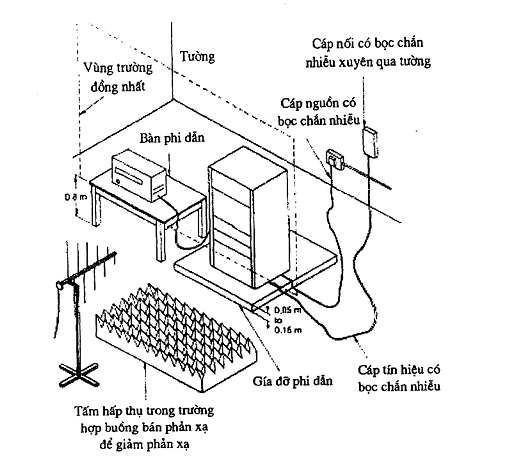 Cáp nối có bọc chắn
nhiễu xuyên qua tường
Tường
Vùng trường
đồng nhất
Cáp nguồn có
bọc chắn nhiễu
Bàn phi dẫn
0.8 m
0,05 m
to
0.15 m
Gía đỡ phi dẫn
Cáp tín hiệu có
bọc chắn nhiễu
Tấm hấp thụ trong trường
hợp buồng bán phản xạ
để giảm phản xạ